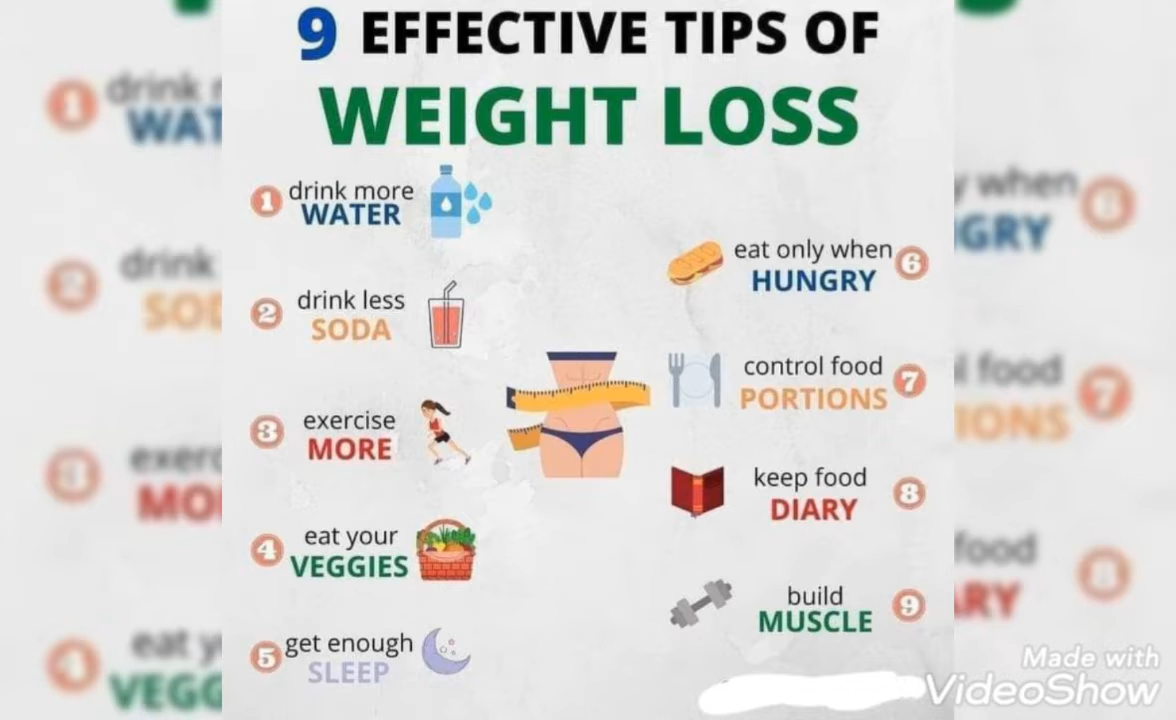 9 EFFECTIVE TIPS OF
WEIGHT LOSS
1 drink more
WATER
2 drink less
SODA
3 exercise
MORE
4 eat your
VEGGIES
5 get enough
SLEEP
eat only when 6
HUNGRY
control food 7
PORTIONS
keep food 8
DIARY
build 9
MUSCLE
Made with
VideoShow